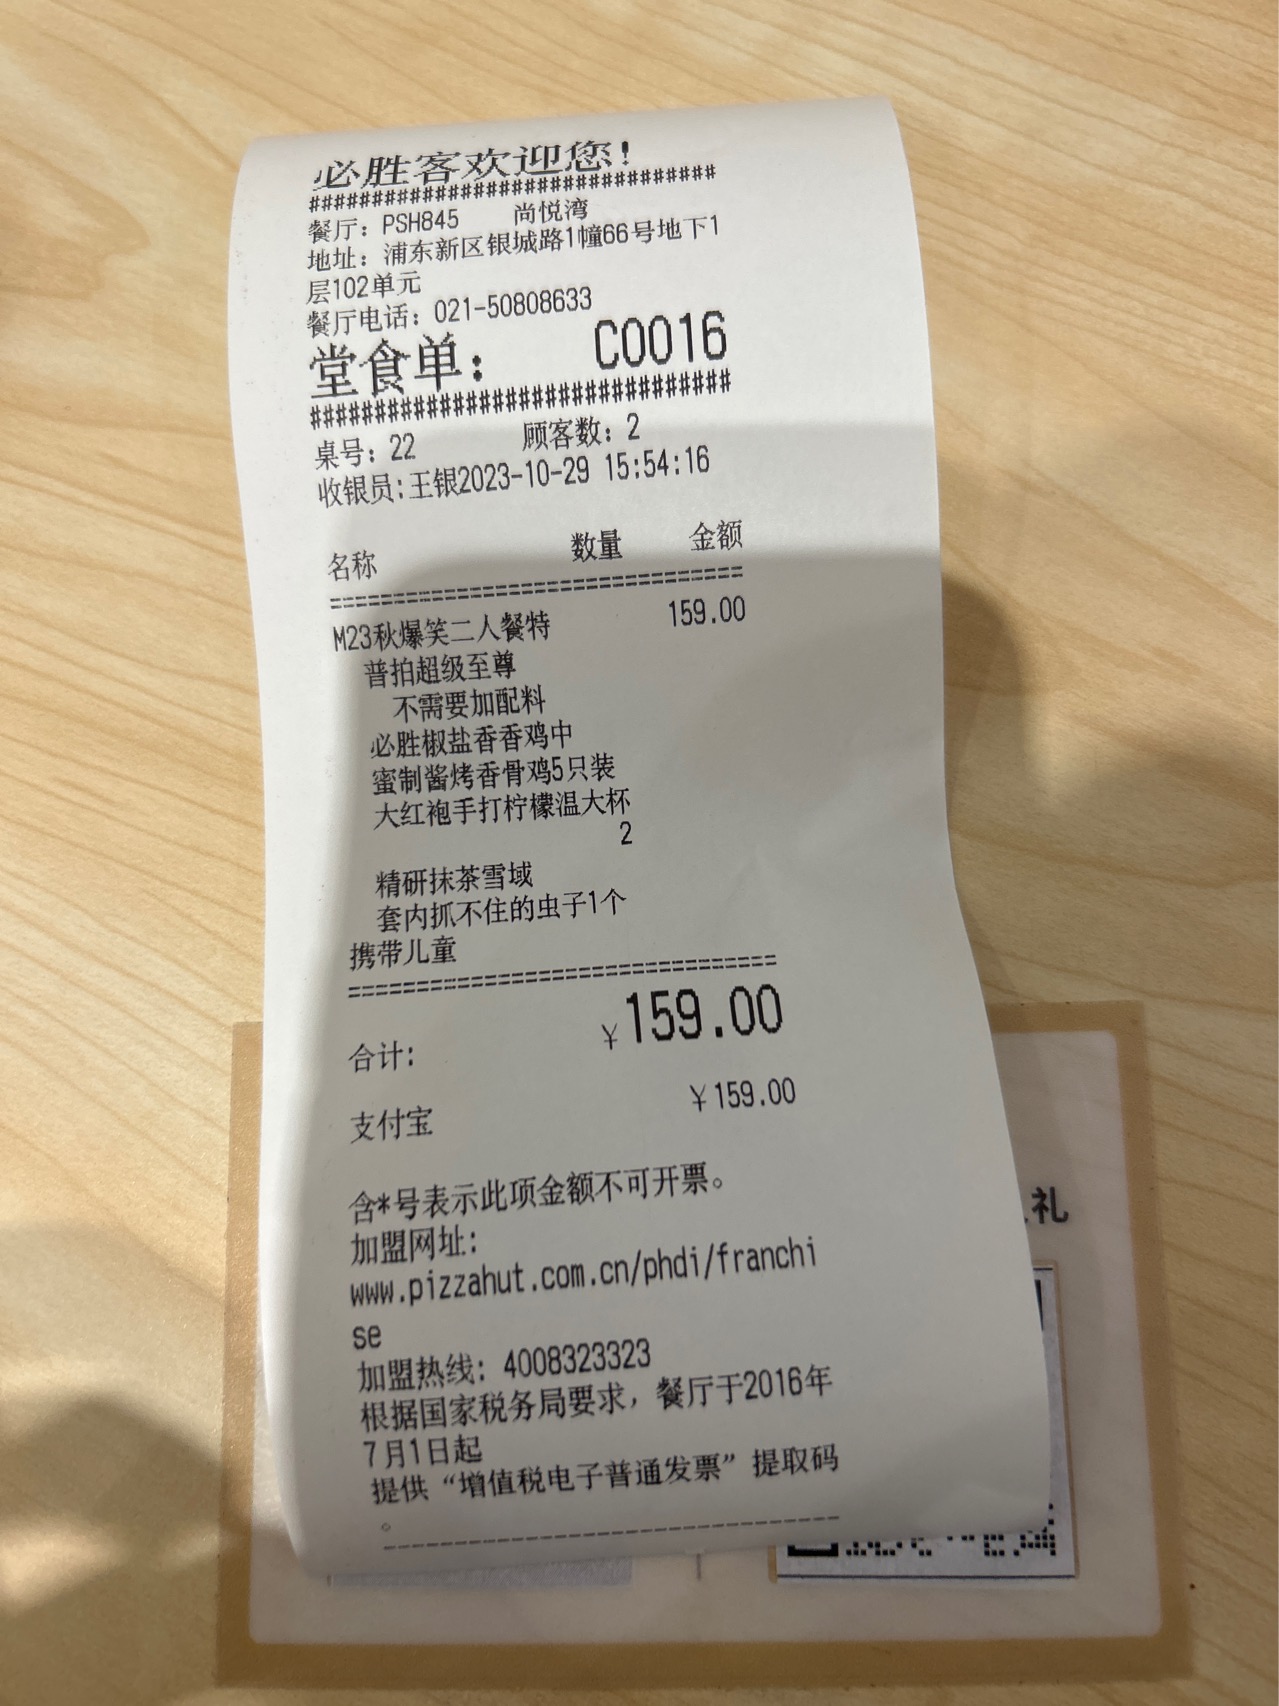 必胜客欢迎您!
################################
餐厅: PSH845 尚悦湾
地址: 浦东新区银城路1幢66号地下1
层102单元
餐厅电话: 021-50808633
堂食单: C0016
################################
桌号: 22 顾客数: 2
收银员:王银2023-10-29 15:54:16
名称 数量 金额
================================
M23秋爆笑二人餐特 159.00
普拍超级至尊
不需要加配料
必胜椒盐香香鸡中
蜜制酱烤香骨鸡5只装
大红袍手打柠檬温大杯
2
精研抹茶雪域
套内抓不住的虫子1个
携带儿童
================================
合计: ¥159.00
支付宝 ¥159.00
含*号表示此项金额不可开票。
加盟网址:
www.pizzahut.com.cn/phdi/franchi
se
加盟热线: 4008323323
根据国家税务局要求，餐厅于2016年
7月1日起
提供“增值税电子普通发票”提取码
。
--------------------------------
礼